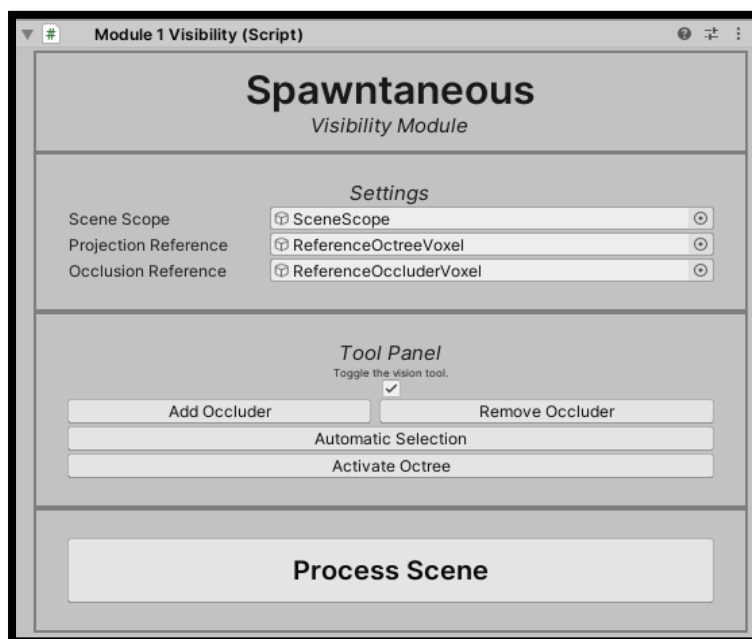 Module 1 Visibility (Script)
Spawntaneous
Visibility Module
Settings
Scene Scope SceneScope
Projection Reference ReferenceOctreeVoxel
Occlusion Reference ReferenceOccluderVoxel
Tool Panel
Toggle the vision tool.
Add Occluder Remove Occluder
Automatic Selection
Activate Octree
Process Scene